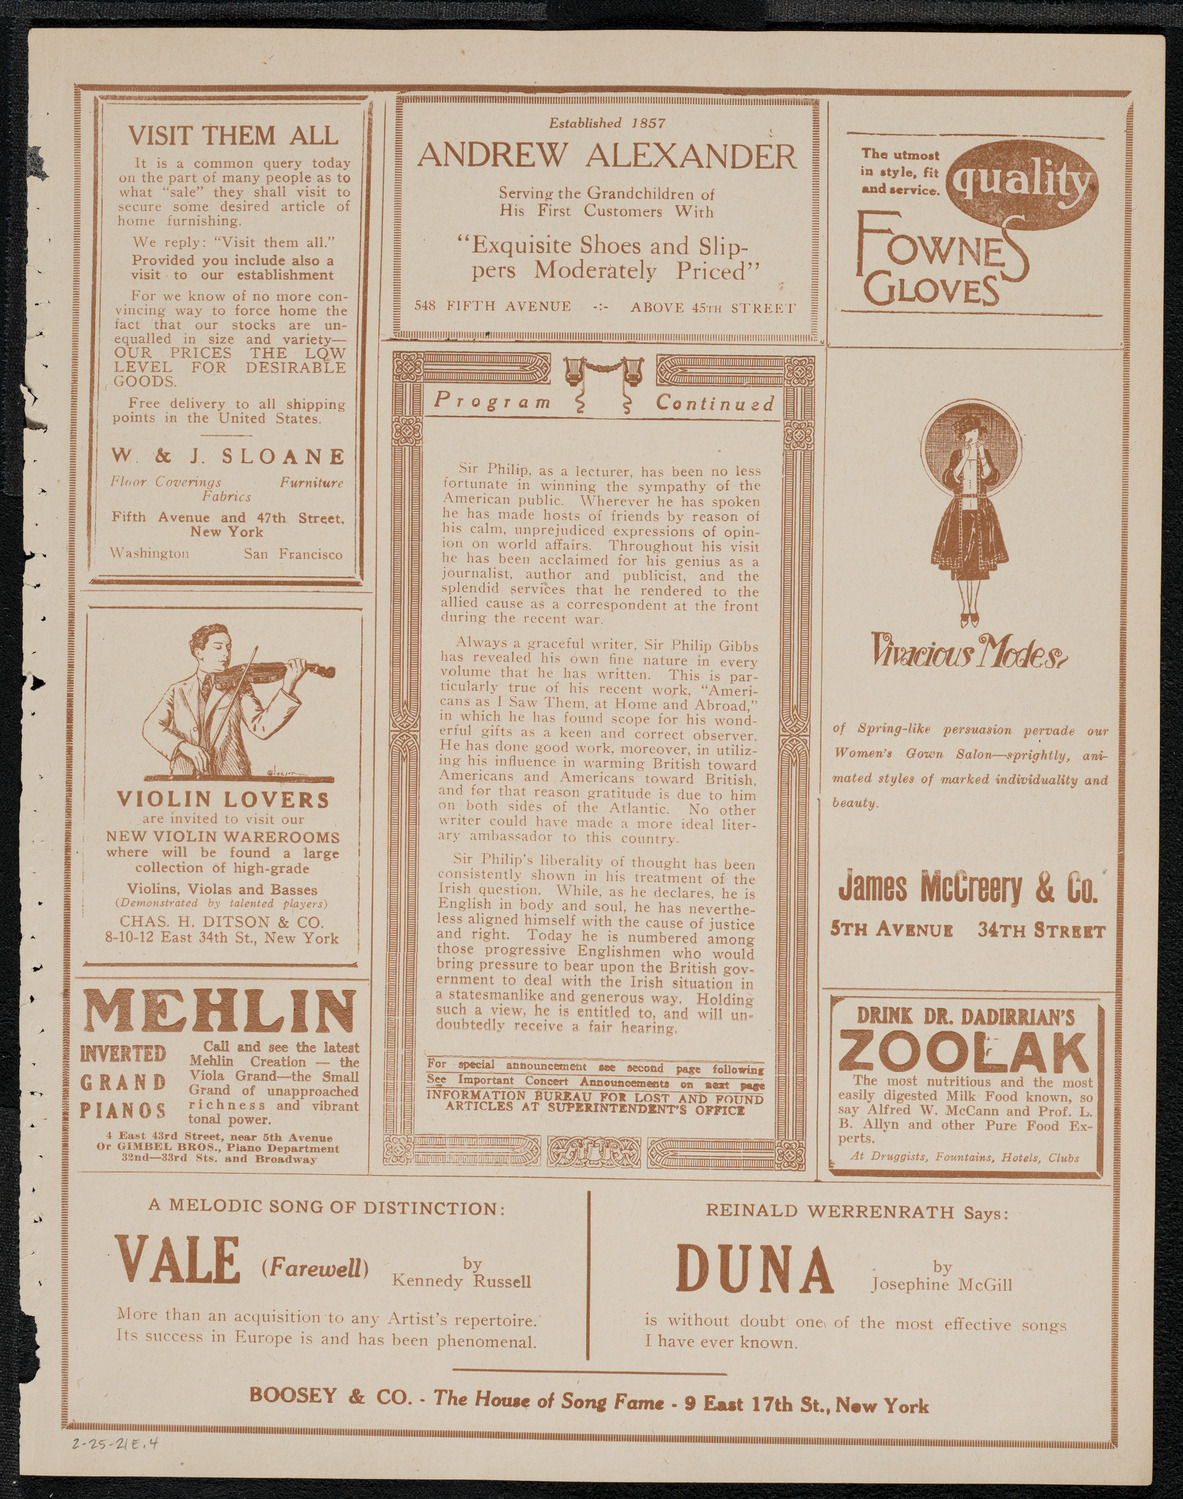 VISIT THEM ALL
It is a common query today
on the part of many people as to
what "sale" they shall visit to
secure some desired article of
home furnishing.
We reply: "Visit them all."
Provided you include also a
visit to our establishment
For we know of no more con-
vincing way to force home the
fact that our stocks are un-
equalled in size and variety—
OUR PRICES THE LOW
LEVEL FOR DESIRABLE
GOODS.
Free delivery to all shipping
points in the United States.
W. & J. SLOANE
Floor Coverings Furniture
Fabrics
Fifth Avenue and 47th Street,
New York
Washington San Francisco
VIOLIN LOVERS
are invited to visit our
NEW VIOLIN WAREROOMS
where will be found a large
collection of high-grade
Violins, Violas and Basses
(Demonstrated by talented players)
CHAS. H. DITSON & CO.
8-10-12 East 34th St., New York
MEHLIN
INVERTED
GRAND
PIANOS
Call and see the latest
Mehlin Creation — the
Viola Grand—the Small
Grand of unapproached
richness and vibrant
tonal power.
4 East 43rd Street, near 5th Avenue
Or GIMBEL BROS., Piano Department
32nd—33rd Sts. and Broadway
Established 1857
ANDREW ALEXANDER
Serving the Grandchildren of
His First Customers With
"Exquisite Shoes and Slip-
pers Moderately Priced"
548 FIFTH AVENUE -:- ABOVE 45TH STREET
Program Continued
Sir Philip, as a lecturer, has been no less
fortunate in winning the sympathy of the
American public. Wherever he has spoken
he has made hosts of friends by reason of
his calm, unprejudiced expressions of opin-
ion on world affairs. Throughout his visit
he has been acclaimed for his genius as a
journalist, author and publicist, and the
splendid services that he rendered to the
allied cause as a correspondent at the front
during the recent war.
Always a graceful writer, Sir Philip Gibbs
has revealed his own fine nature in every
volume that he has written. This is par-
ticularly true of his recent work, "Ameri-
cans as I Saw Them, at Home and Abroad,"
in which he has found scope for his wond-
erful gifts as a keen and correct observer.
He has done good work, moreover, in utiliz-
ing his influence in warming British toward
Americans and Americans toward British,
and for that reason gratitude is due to him
on both sides of the Atlantic. No other
writer could have made a more ideal liter-
ary ambassador to this country.
Sir Philip's liberality of thought has been
consistently shown in his treatment of the
Irish question. While, as he declares, he is
English in body and soul, he has neverthe-
less aligned himself with the cause of justice
and right. Today he is numbered among
those progressive Englishmen who would
bring pressure to bear upon the British gov-
ernment to deal with the Irish situation in
a statesmanlike and generous way. Holding
such a view, he is entitled to, and will un-
doubtedly receive a fair hearing.
For special announcement see second page following
See Important Concert Announcements on next page
INFORMATION BUREAU FOR LOST AND FOUND
ARTICLES AT SUPERINTENDENT'S OFFICE
The utmost
in style, fit
and service.
quality
FOWNES
GLOVES
Vivacious Modes
of Spring-like persuasion pervade our
Women's Gown Salon—sprightly, ani-
mated styles of marked individuality and
beauty.
James McCreery & Co.
5TH AVENUE 34TH STREET
DRINK DR. DADIRRIAN'S
ZOOLAK
The most nutritious and the most
easily digested Milk Food known, so
say Alfred W. McCann and Prof. L.
B. Allyn and other Pure Food Ex-
perts.
At Druggists, Fountains, Hotels, Clubs
A MELODIC SONG OF DISTINCTION:
VALE (Farewell) by
Kennedy Russell
More than an acquisition to any Artist's repertoire.
Its success in Europe is and has been phenomenal.
REINALD WERRENRATH Says:
DUNA by
Josephine McGill
is without doubt one of the most effective songs
I have ever known.
BOOSEY & CO. - The House of Song Fame - 9 East 17th St., New York
2-25-21E.4